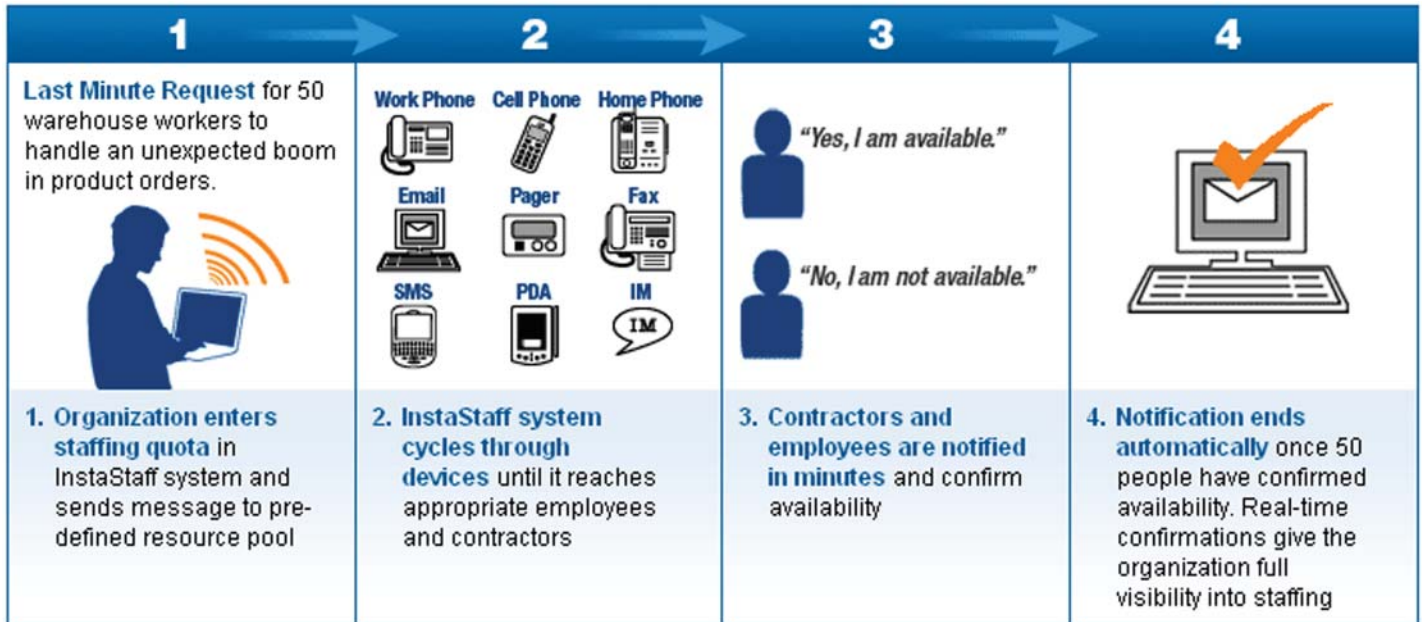 1
2
3
4
Last Minute Request for 50
warehouse workers to
handle an unexpected boom
in product orders.
Work Phone
Cell Phone
Home Phone
Email
Pager
Fax
SMS
PDA
IM
IM
"Yes, I am available."
"No, I am not available."
1. Organization enters
staffing quota in
InstaStaff system and
sends message to pre-
defined resource pool
2. InstaStaff system
cycles through
devices until it reaches
appropriate employees
and contractors
3. Contractors and
employees are notified
in minutes and confirm
availability
4. Notification ends
automatically once 50
people have confirmed
availability. Real-time
confirmations give the
organization full
visibility into staffing